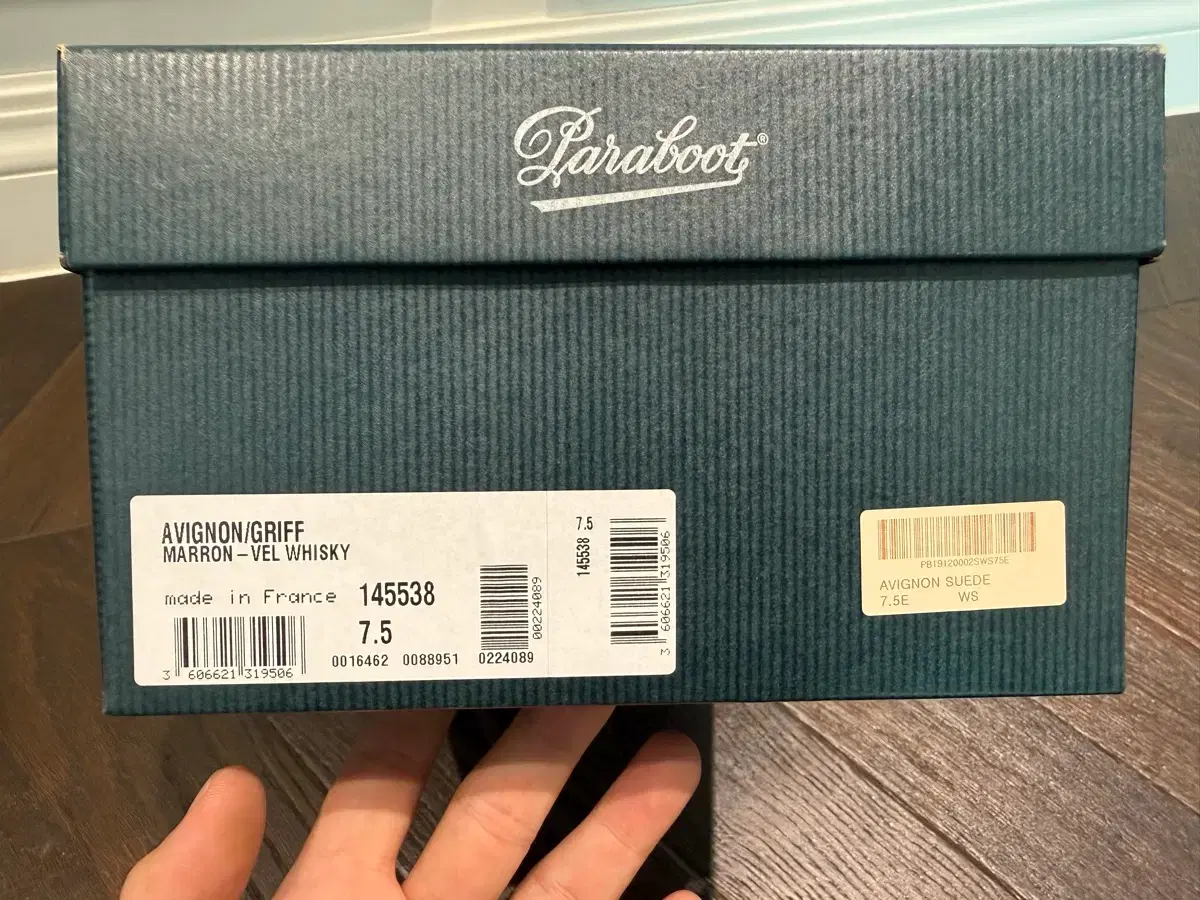 Paraboot®
AVIGNON/GRIFF
MARRON-VEL WHISKY
made in France 145538
7.5
3 606621 319506
0016462 0088951 0224089
00224089
7.5
145538
3 606621 319506
PB19120002SWS75E
AVIGNON SUEDE
7.5E WS